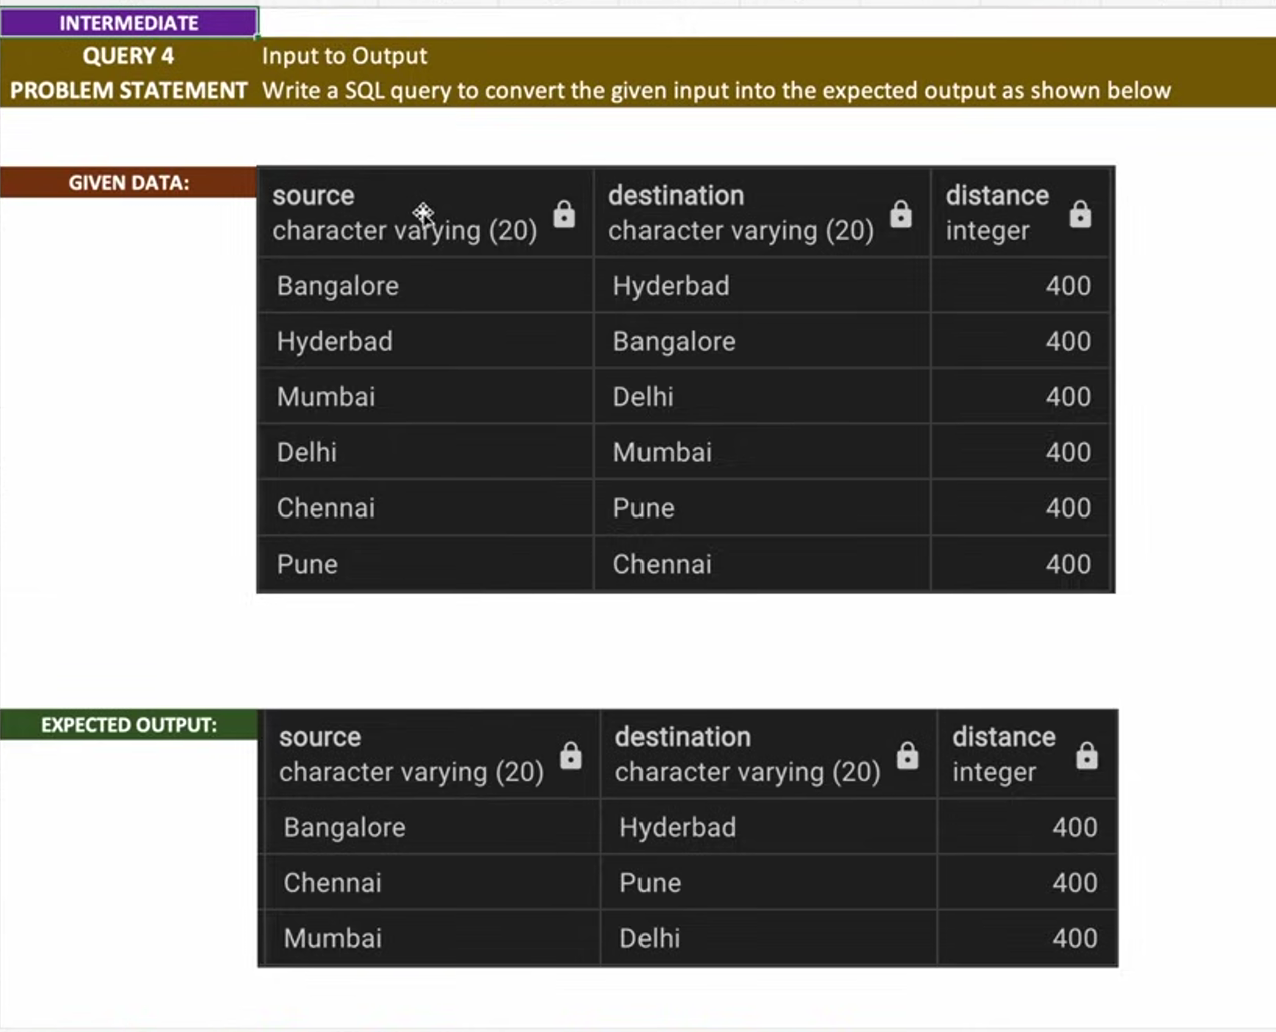 INTERMEDIATE
QUERY 4 Input to Output
PROBLEM STATEMENT Write a SQL query to convert the given input into the expected output as shown below
GIVEN DATA:
source destination distance
character varying (20) character varying (20) integer
Bangalore Hyderbad 400
Hyderbad Bangalore 400
Mumbai Delhi 400
Delhi Mumbai 400
Chennai Pune 400
Pune Chennai 400
EXPECTED OUTPUT:
source destination distance
character varying (20) character varying (20) integer
Bangalore Hyderbad 400
Chennai Pune 400
Mumbai Delhi 400